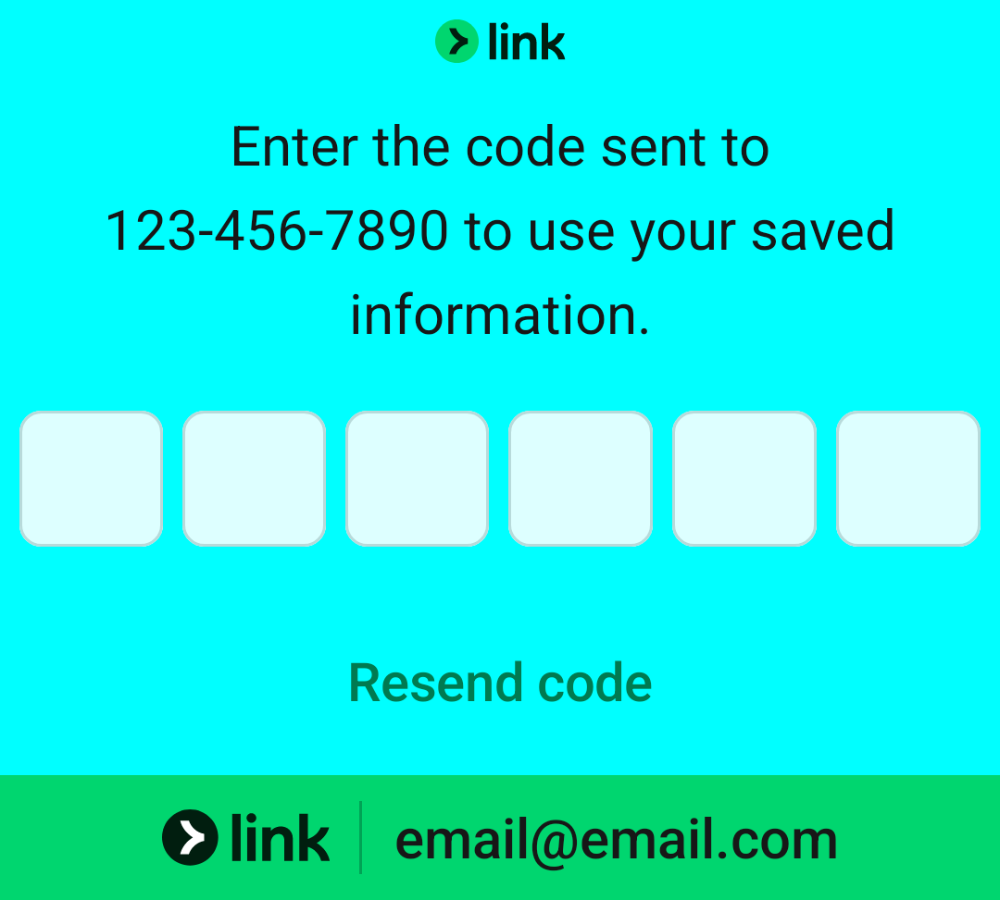 link
Enter the code sent to
123-456-7890 to use your saved
information.
Resend code
link
email@email.com